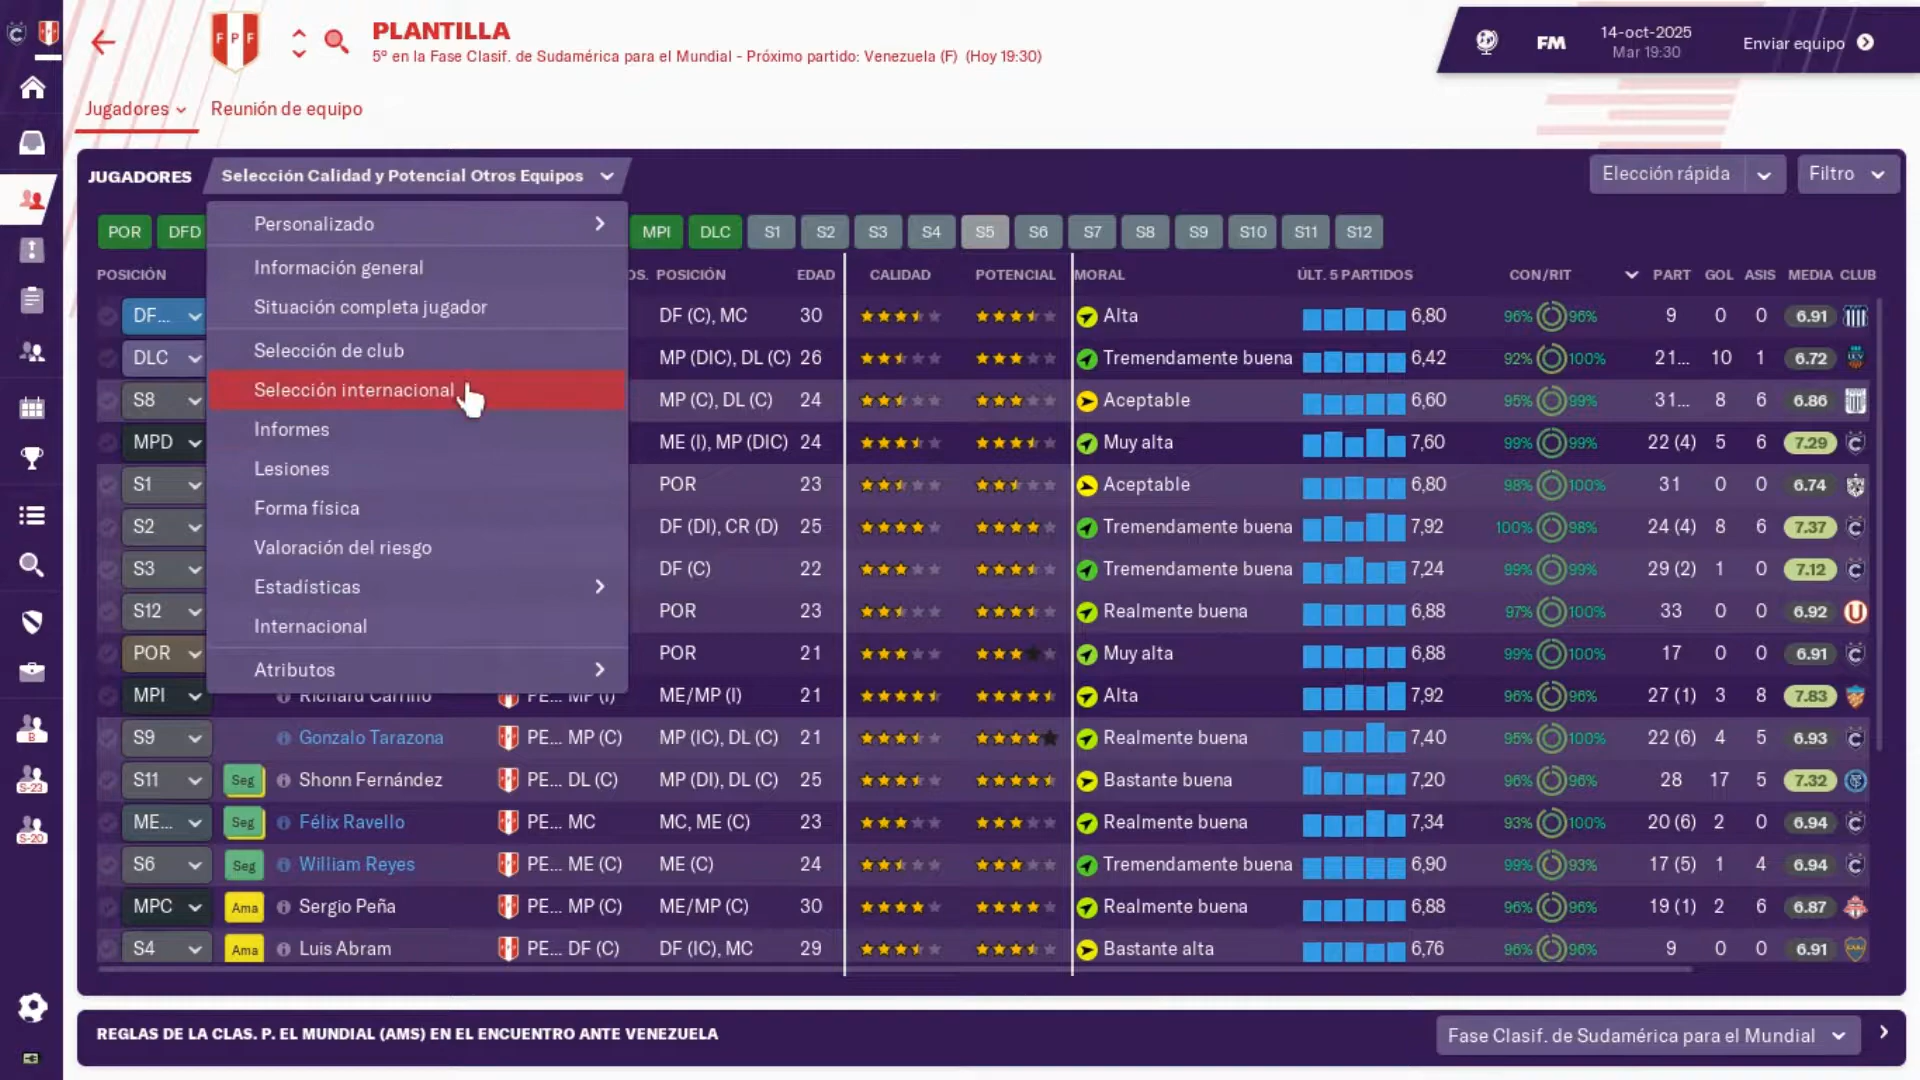 FPF
PLANTILLA
5º en la Fase Clasif. de Sudamérica para el Mundial - Próximo partido: Venezuela (F) (Hoy 19:30)
FM
14-oct-2025
Mar 19:30
Enviar equipo
Jugadores
Reunión de equipo
JUGADORES
Selección Calidad y Potencial Otros Equipos
Elección rápida
Filtro
POR DFD MPI DLC S1 S2 S3 S4 S5 S6 S7 S8 S9 S10 S11 S12
Personalizado
Información general
Situación completa jugador
Selección de club
Selección internacional
Informes
Lesiones
Forma física
Valoración del riesgo
Estadísticas
Internacional
Atributos
POSICIÓN OS. POSICIÓN EDAD CALIDAD POTENCIAL MORAL ÚLT. 5 PARTIDOS CON/RIT PART GOL ASIS MEDIA CLUB
DF... DF (C), MC 30 Alta 6,80 96% 96% 9 0 0 6.91
DLC MP (DIC), DL (C) 26 Tremendamente buena 6,42 92% 100% 21... 10 1 6.72
S8 MP (C), DL (C) 24 Aceptable 6,60 95% 99% 31... 8 6 6.86
MPD ME (I), MP (DIC) 24 Muy alta 7,60 99% 99% 22 (4) 5 6 7.29
S1 POR 23 Aceptable 6,80 98% 100% 31 0 0 6.74
S2 DF (DI), CR (D) 25 Tremendamente buena 7,92 100% 98% 24 (4) 8 6 7.37
S3 DF (C) 22 Tremendamente buena 7,24 99% 99% 29 (2) 1 0 7.12
S12 POR 23 Realmente buena 6,88 97% 100% 33 0 0 6.92
POR POR 21 Muy alta 6,88 99% 100% 17 0 0 6.91
MPI Richard Carrillo PE... MP (I) ME/MP (I) 21 Alta 7,92 96% 96% 27 (1) 3 8 7.83
S9 Gonzalo Tarazona PE... MP (C) MP (IC), DL (C) 21 Realmente buena 7,40 95% 100% 22 (6) 4 5 6.93
S11 Seg Shonn Fernández PE... DL (C) MP (DI), DL (C) 25 Bastante buena 7,20 96% 96% 28 17 5 7.32
ME... Seg Félix Ravello PE... MC MC, ME (C) 23 Realmente buena 7,34 93% 100% 20 (6) 2 0 6.94
S6 Seg William Reyes PE... ME (C) ME (C) 24 Tremendamente buena 6,90 99% 93% 17 (5) 1 4 6.94
MPC Ama Sergio Peña PE... MP (C) ME/MP (C) 30 Realmente buena 6,88 96% 96% 19 (1) 2 6 6.87
S4 Ama Luis Abram PE... DF (C) DF (IC), MC 29 Bastante alta 6,76 96% 96% 9 0 0 6.91
B
S-23
S-20
REGLAS DE LA CLAS. P. EL MUNDIAL (AMS) EN EL ENCUENTRO ANTE VENEZUELA
Fase Clasif. de Sudamérica para el Mundial